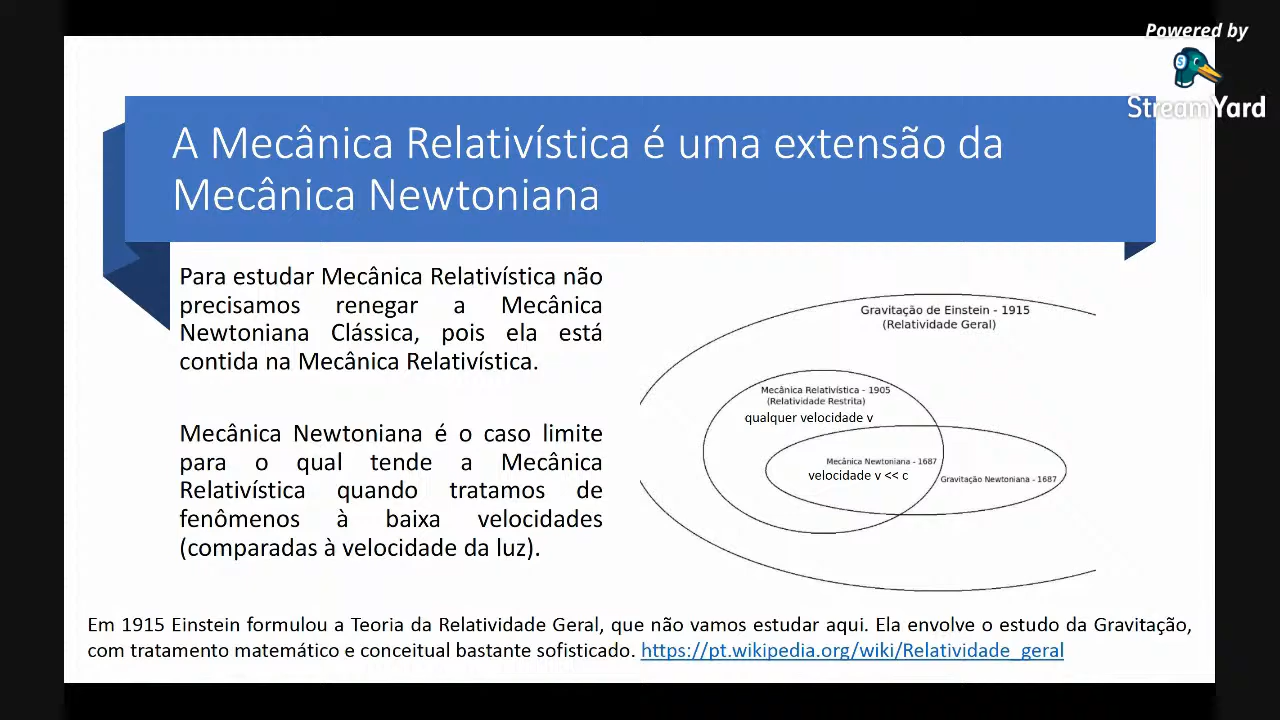 Powered by
StreamYard
A Mecânica Relativística é uma extensão da
Mecânica Newtoniana
Para estudar Mecânica Relativística não
precisamos renegar a Mecânica
Newtoniana Clássica, pois ela está
contida na Mecânica Relativística.
Mecânica Newtoniana é o caso limite
para o qual tende a Mecânica
Relativística quando tratamos de
fenômenos à baixa velocidades
(comparadas à velocidade da luz).
Gravitação de Einstein - 1915
(Relatividade Geral)
Mecânica Relativística - 1905
(Relatividade Restrita)
qualquer velocidade v
Mecânica Newtoniana - 1687
velocidade v << c
Gravitação Newtoniana - 1687
Em 1915 Einstein formulou a Teoria da Relatividade Geral, que não vamos estudar aqui. Ela envolve o estudo da Gravitação,
com tratamento matemático e conceitual bastante sofisticado. https://pt.wikipedia.org/wiki/Relatividade_geral